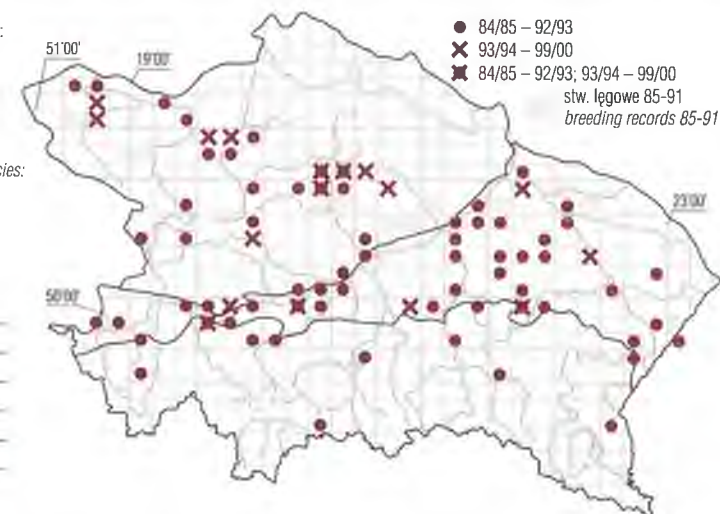 51°00'
19°00'
84/85 – 92/93
93/94 – 99/00
84/85 – 92/93; 93/94 – 99/00
stw. lęgowe 85-91
breeding records 85-91
cies:
23°00'
50°00'